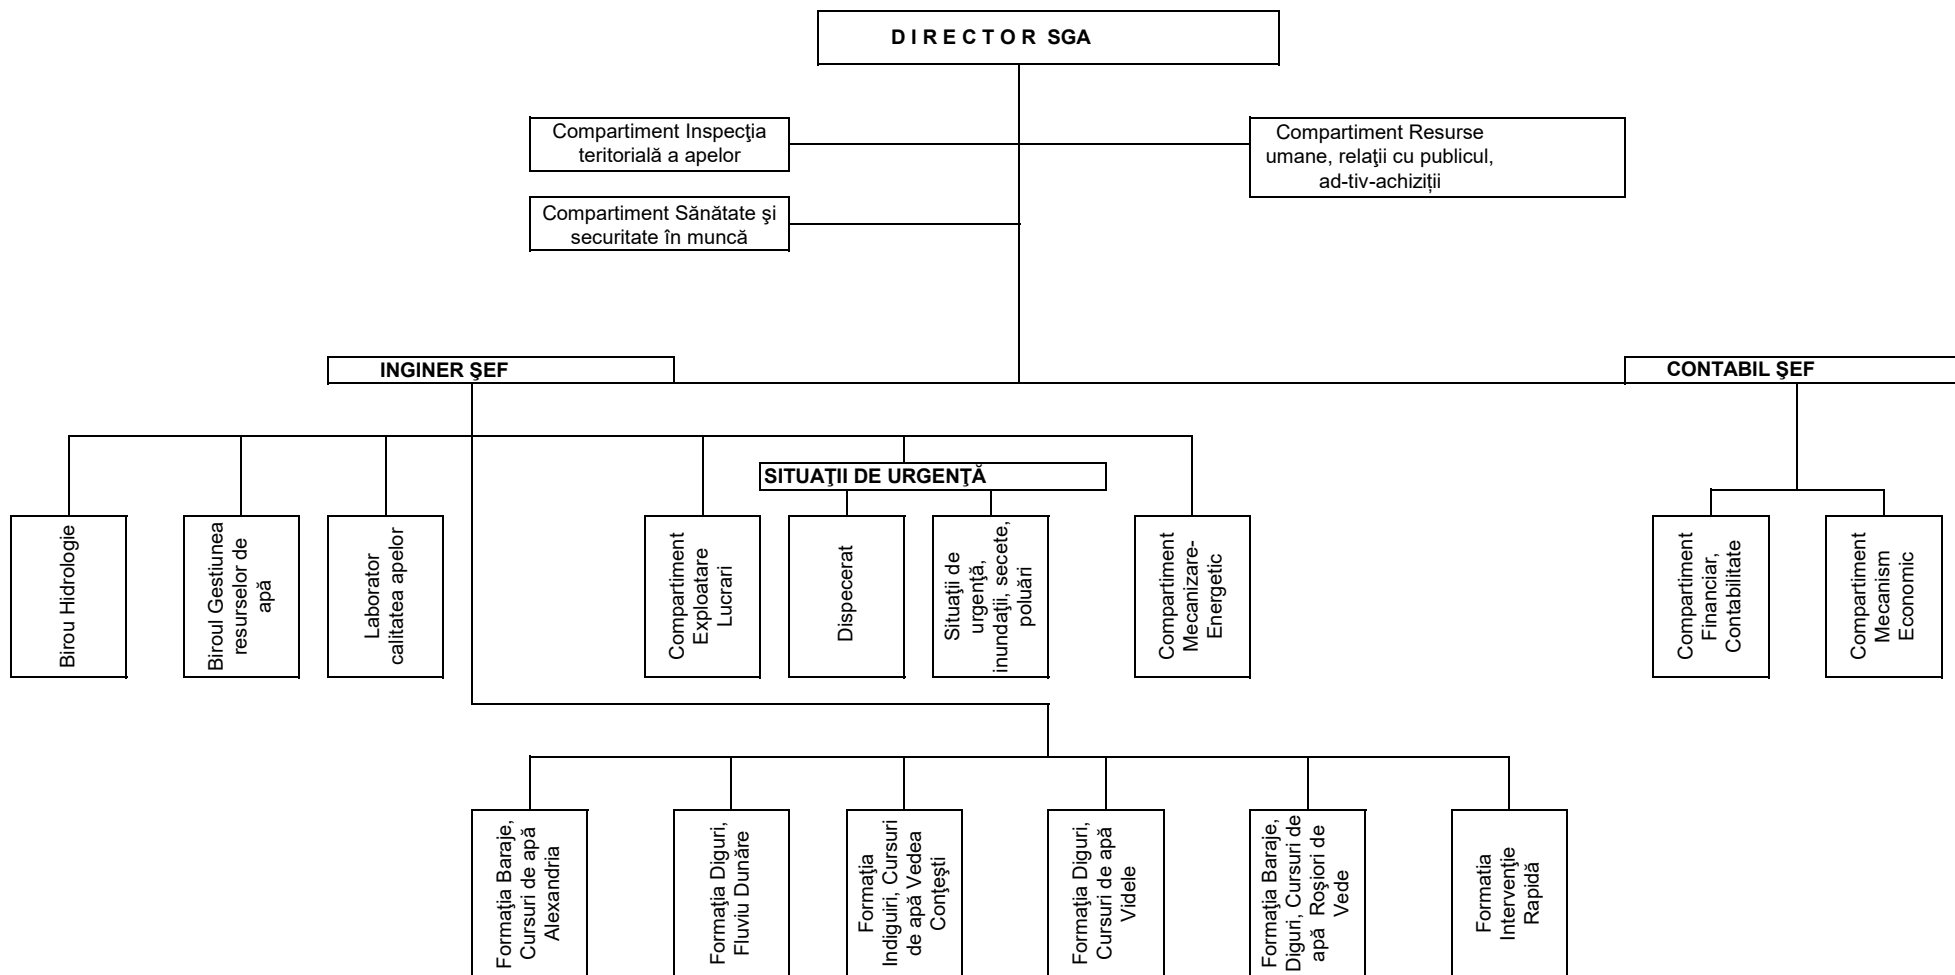 D I R E C T O R SGA
Compartiment Inspecţia
teritorială a apelor
Compartiment Resurse
umane, relaţii cu publicul,
ad-tiv-achiziții
Compartiment Sănătate şi
securitate în muncă
INGINER ŞEF
CONTABIL ŞEF
SITUAŢII DE URGENŢĂ
Birou Hidrologie
Biroul Gestiunea
resurselor de
apă
Laborator
calitatea apelor
Compartiment
Exploatare
Lucrari
Dispecerat
Situaţii de
urgenţă,
inundaţii, secete,
poluări
Compartiment
Mecanizare-
Energetic
Compartiment
Financiar,
Contabilitate
Compartiment
Mecanism
Economic
Formaţia Baraje,
Cursuri de apă
Alexandria
Formaţia Diguri,
Fluviu Dunăre
Formaţia
Indiguiri, Cursuri
de apă Vedea
Conţeşti
Formaţia Diguri,
Cursuri de apă
Videle
Formaţia Baraje,
Diguri, Cursuri de
apă Roşiori de
Vede
Formatia
Intervenţie
Rapidă